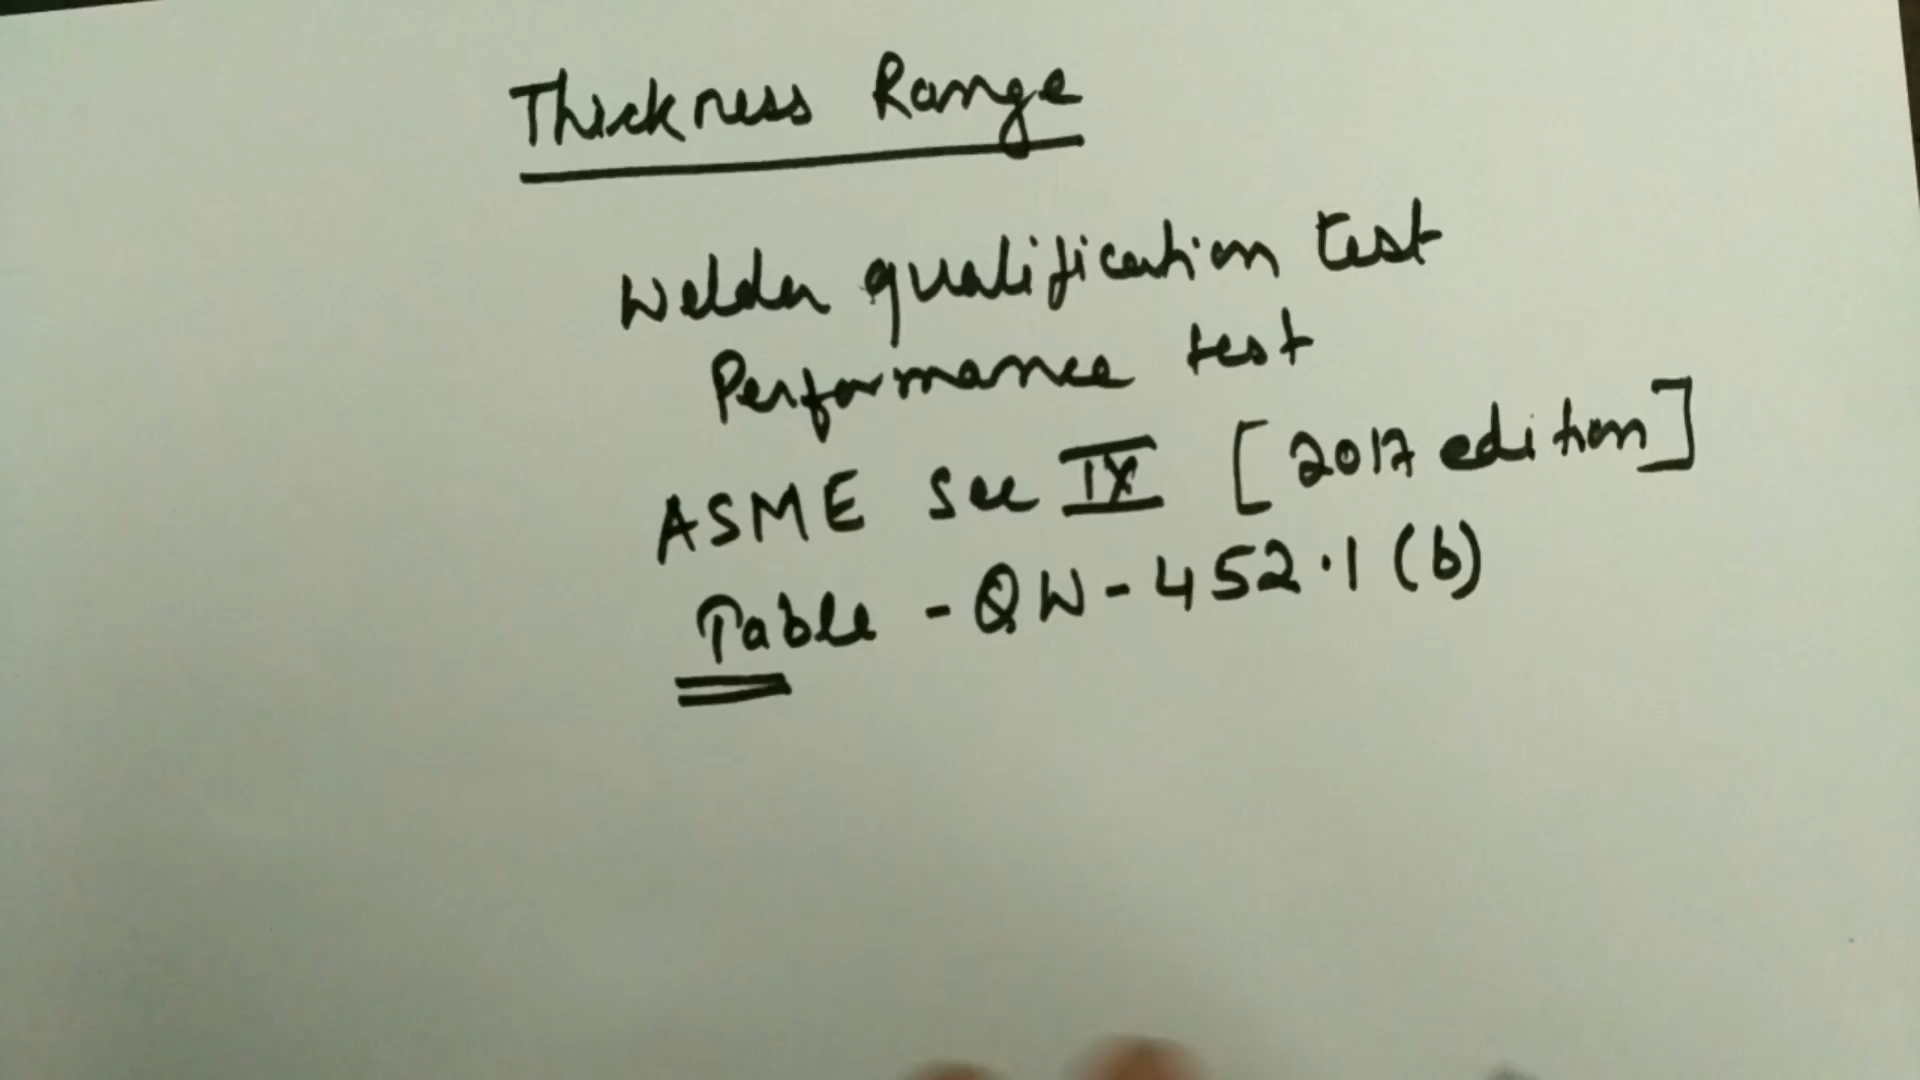 Thickness Range
Welder qualification test
Performance test
ASME Sec IX [2017 edition]
Table - QW-452.1 (b)